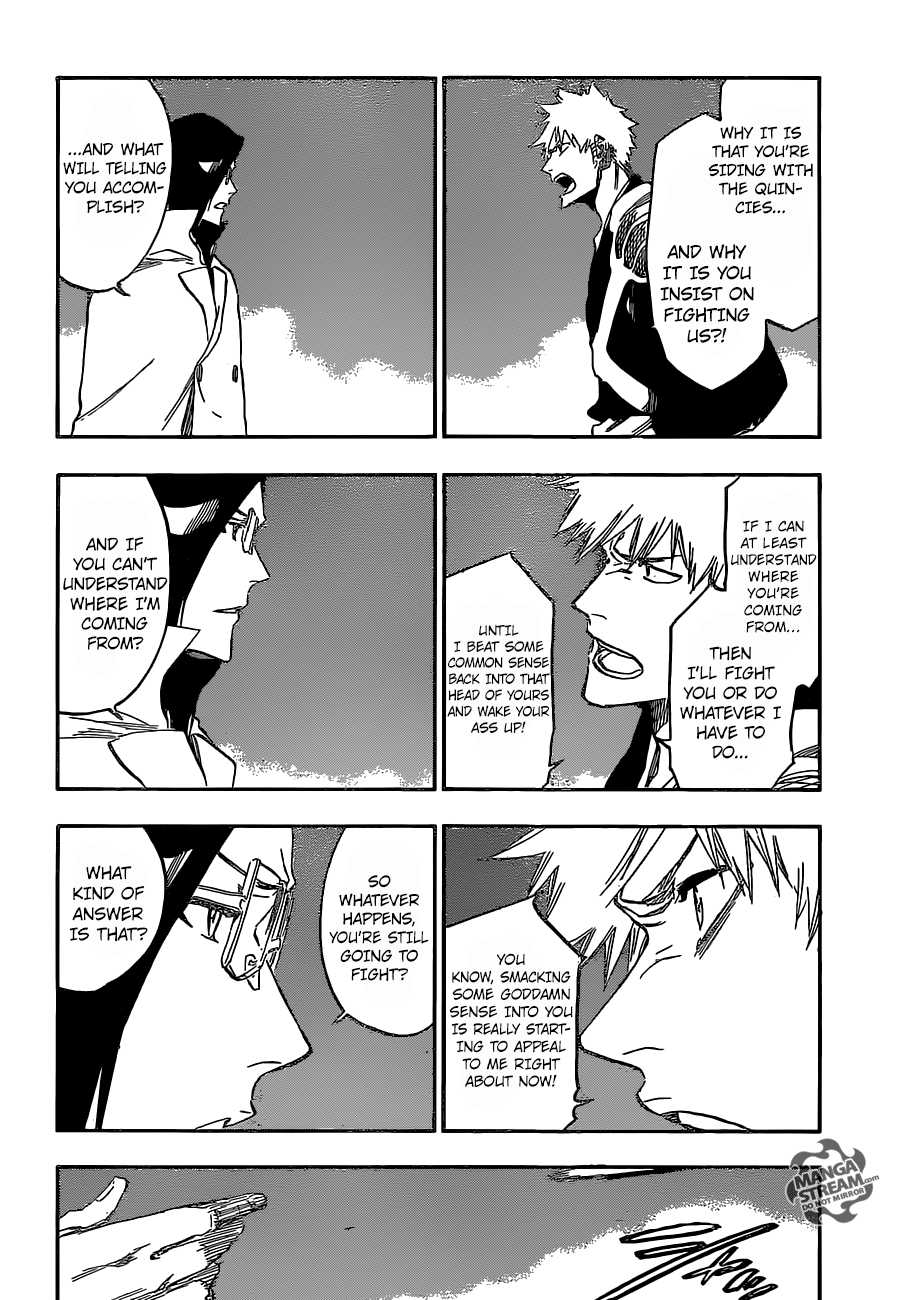 WHY IT IS
THAT YOU'RE
SIDING WITH
THE QUIN-
CIES...
AND WHY
IT IS YOU
INSIST ON
FIGHTING
US?!
...AND WHAT
WILL TELLING
YOU ACCOM-
PLISH?
IF I CAN
AT LEAST
UNDERSTAND
WHERE
YOU'RE
COMING
FROM...
THEN
I'LL FIGHT
YOU OR DO
WHATEVER I
HAVE TO
DO...
UNTIL
I BEAT SOME
COMMON SENSE
BACK INTO THAT
HEAD OF YOURS
AND WAKE YOUR
ASS UP!
AND IF
YOU CAN'T
UNDERSTAND
WHERE I'M
COMING
FROM?
YOU
KNOW, SMACKING
SOME GODDAMN
SENSE INTO YOU
IS REALLY START-
ING TO APPEAL
TO ME RIGHT
ABOUT NOW!
SO
WHATEVER
HAPPENS,
YOU'RE STILL
GOING TO
FIGHT?
WHAT
KIND OF
ANSWER
IS THAT?
MANGA
STREAM.com
DO NOT MIRROR